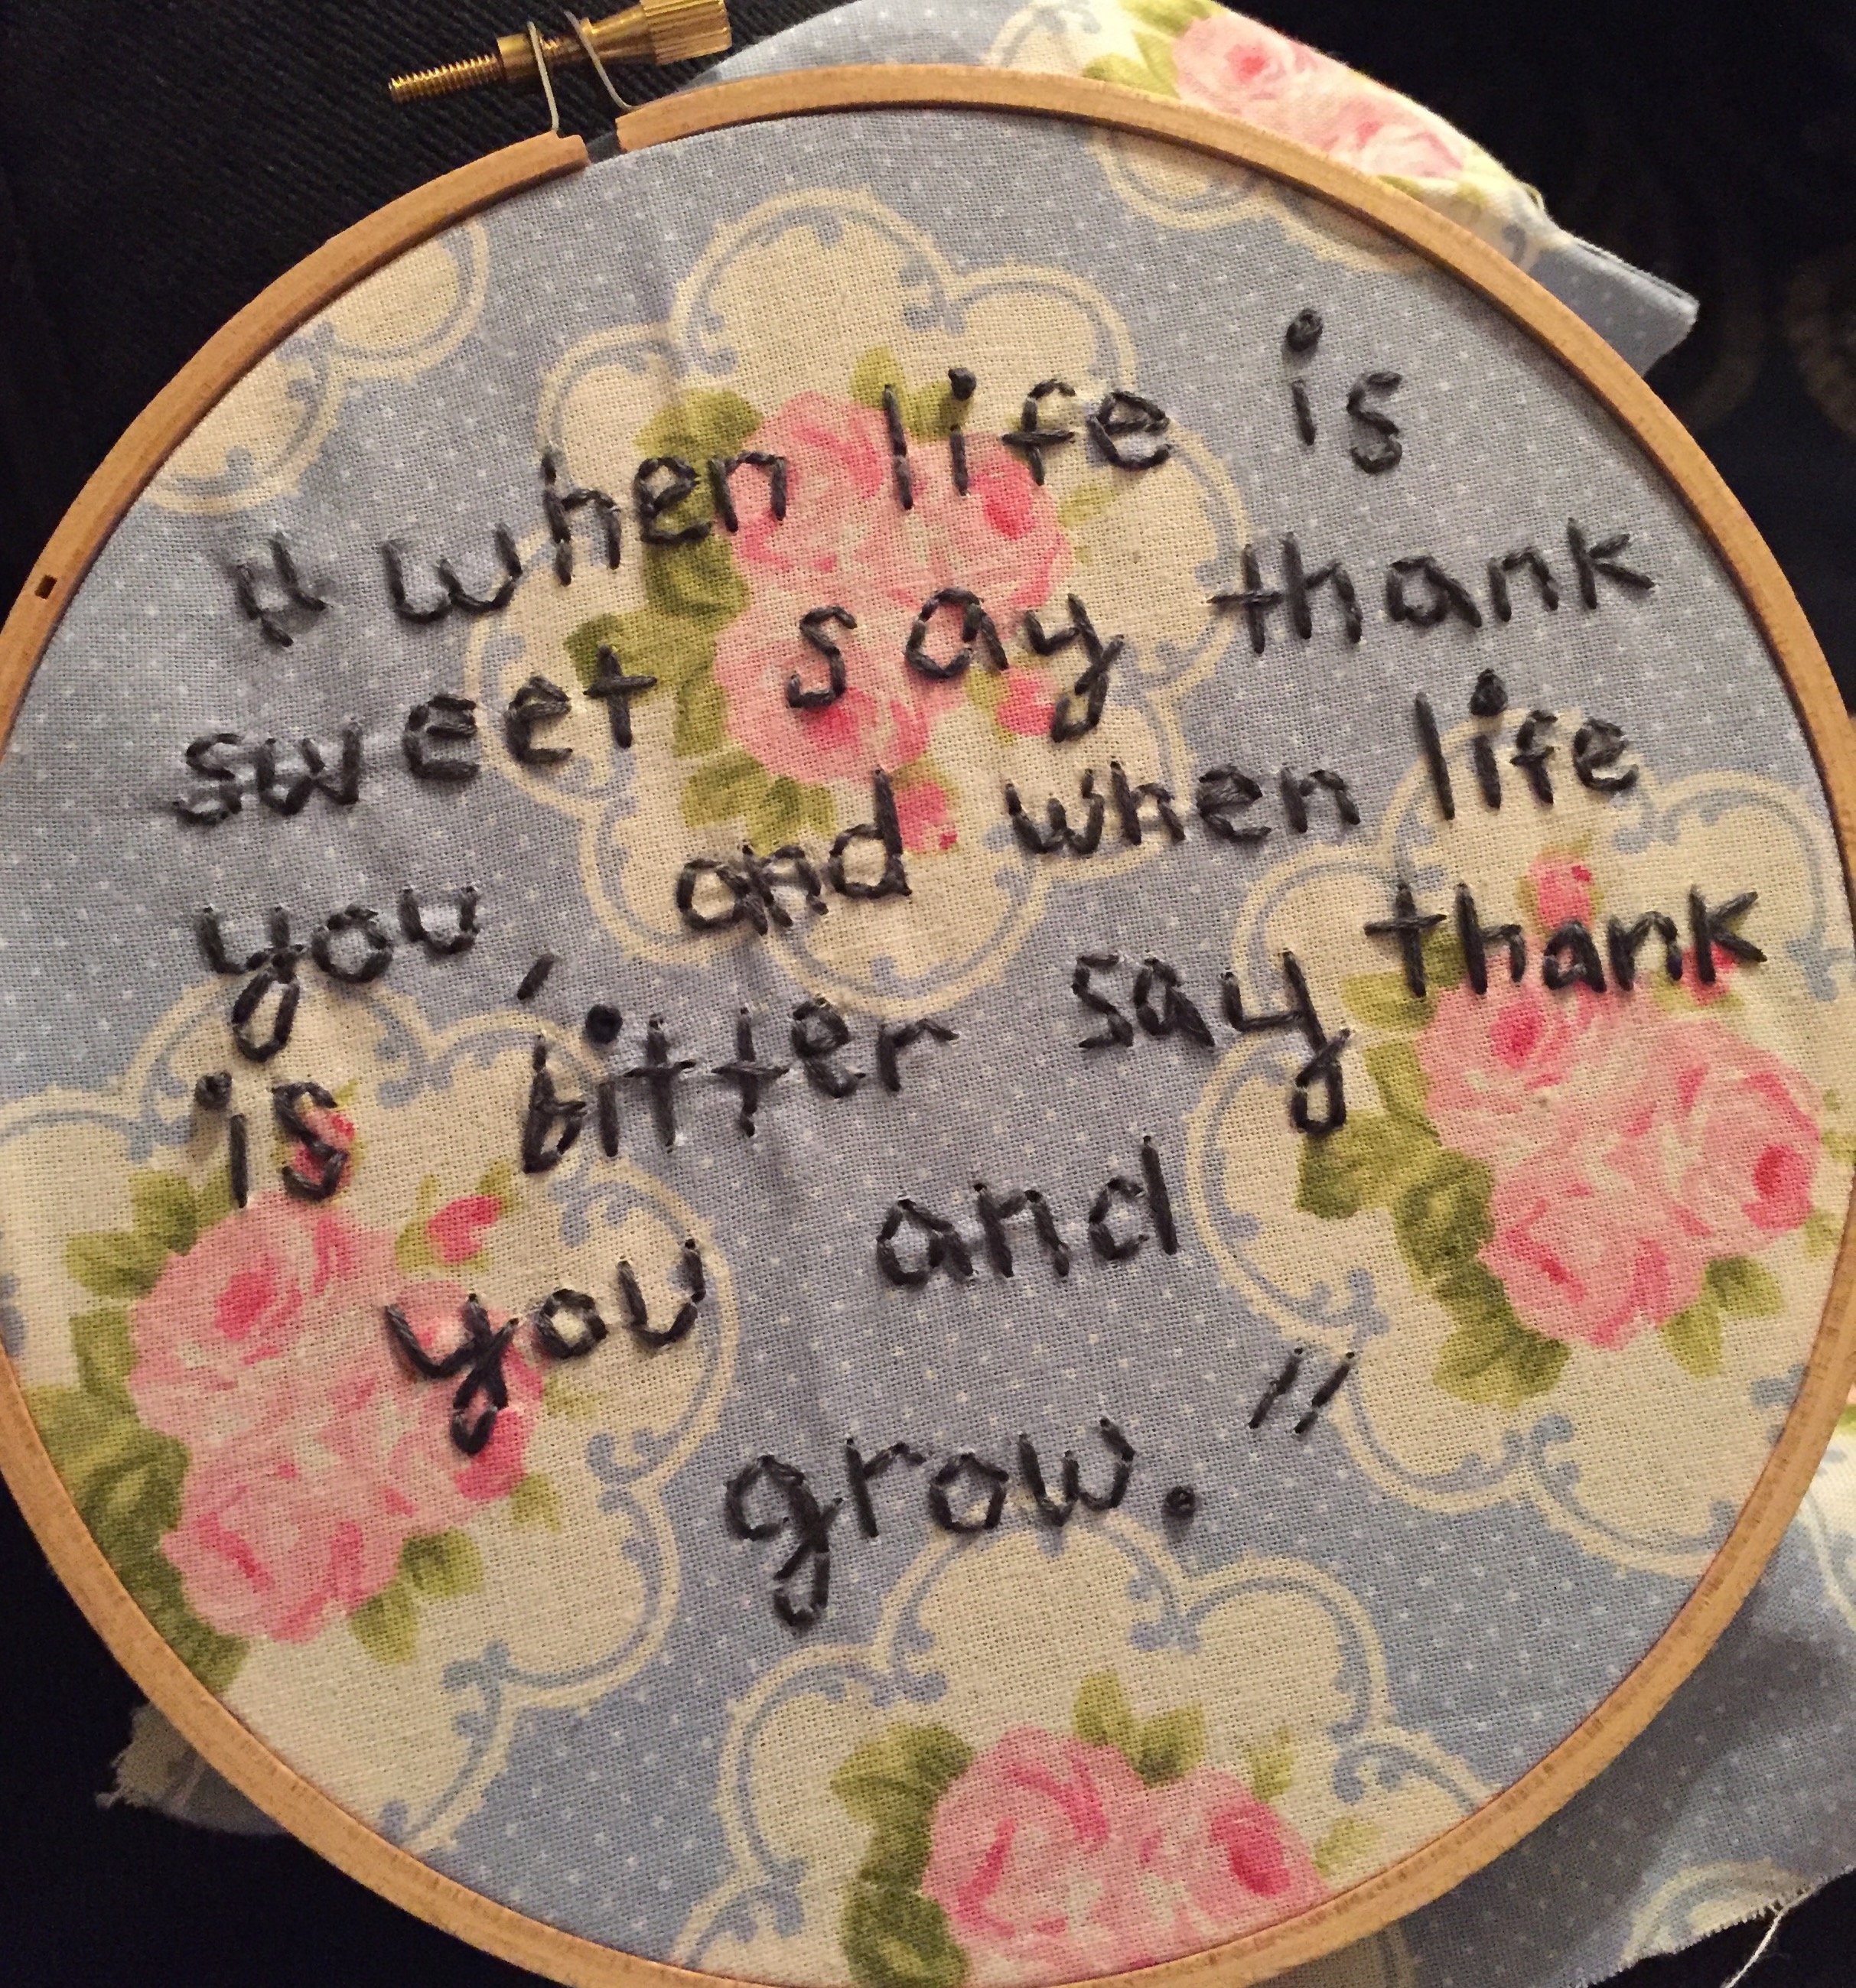 "when life is
sweet say thank
you, and when life
is bitter say thank
you and
grow."